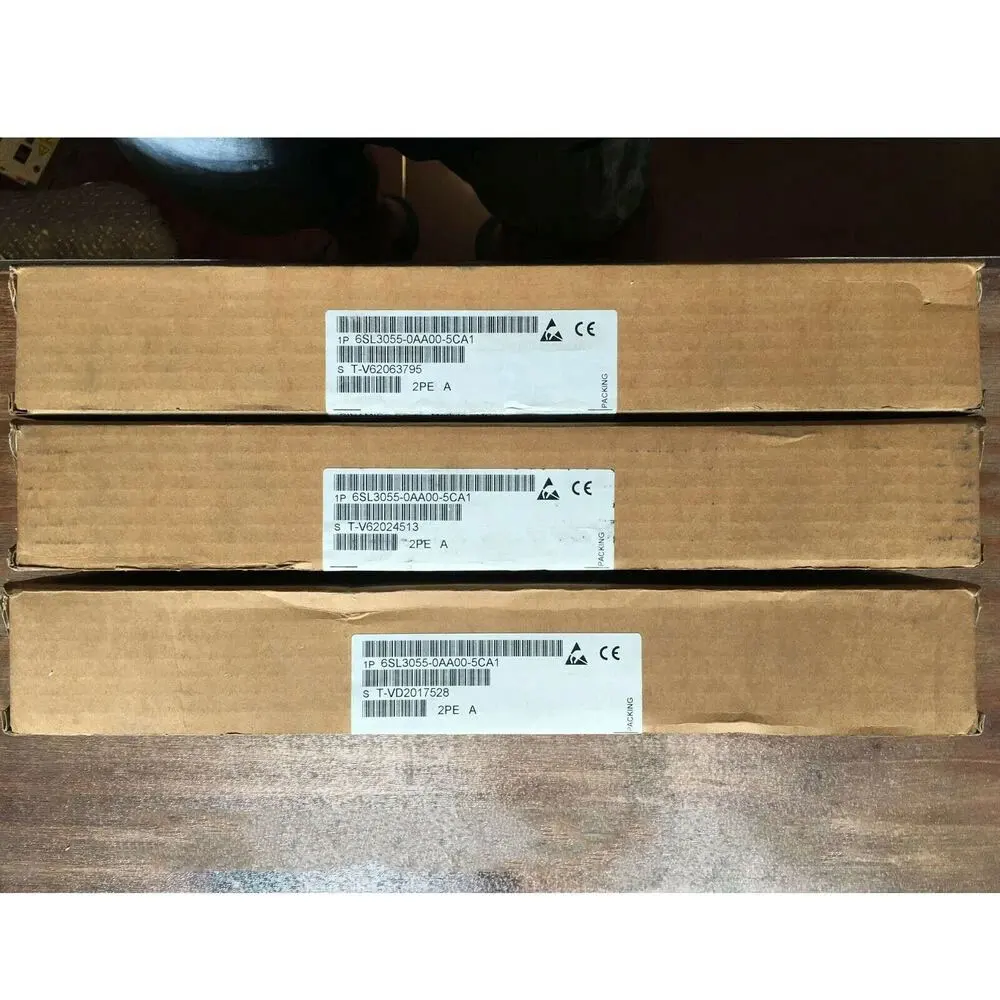 1P 6SL3055-0AA00-5CA1
S T-V62063795
2PE A
CE
PACKING
1P 6SL3055-0AA00-5CA1
S T-V62024513
2PE A
CE
PACKING
1P 6SL3055-0AA00-5CA1
S T-VD2017528
2PE A
CE
PACKING